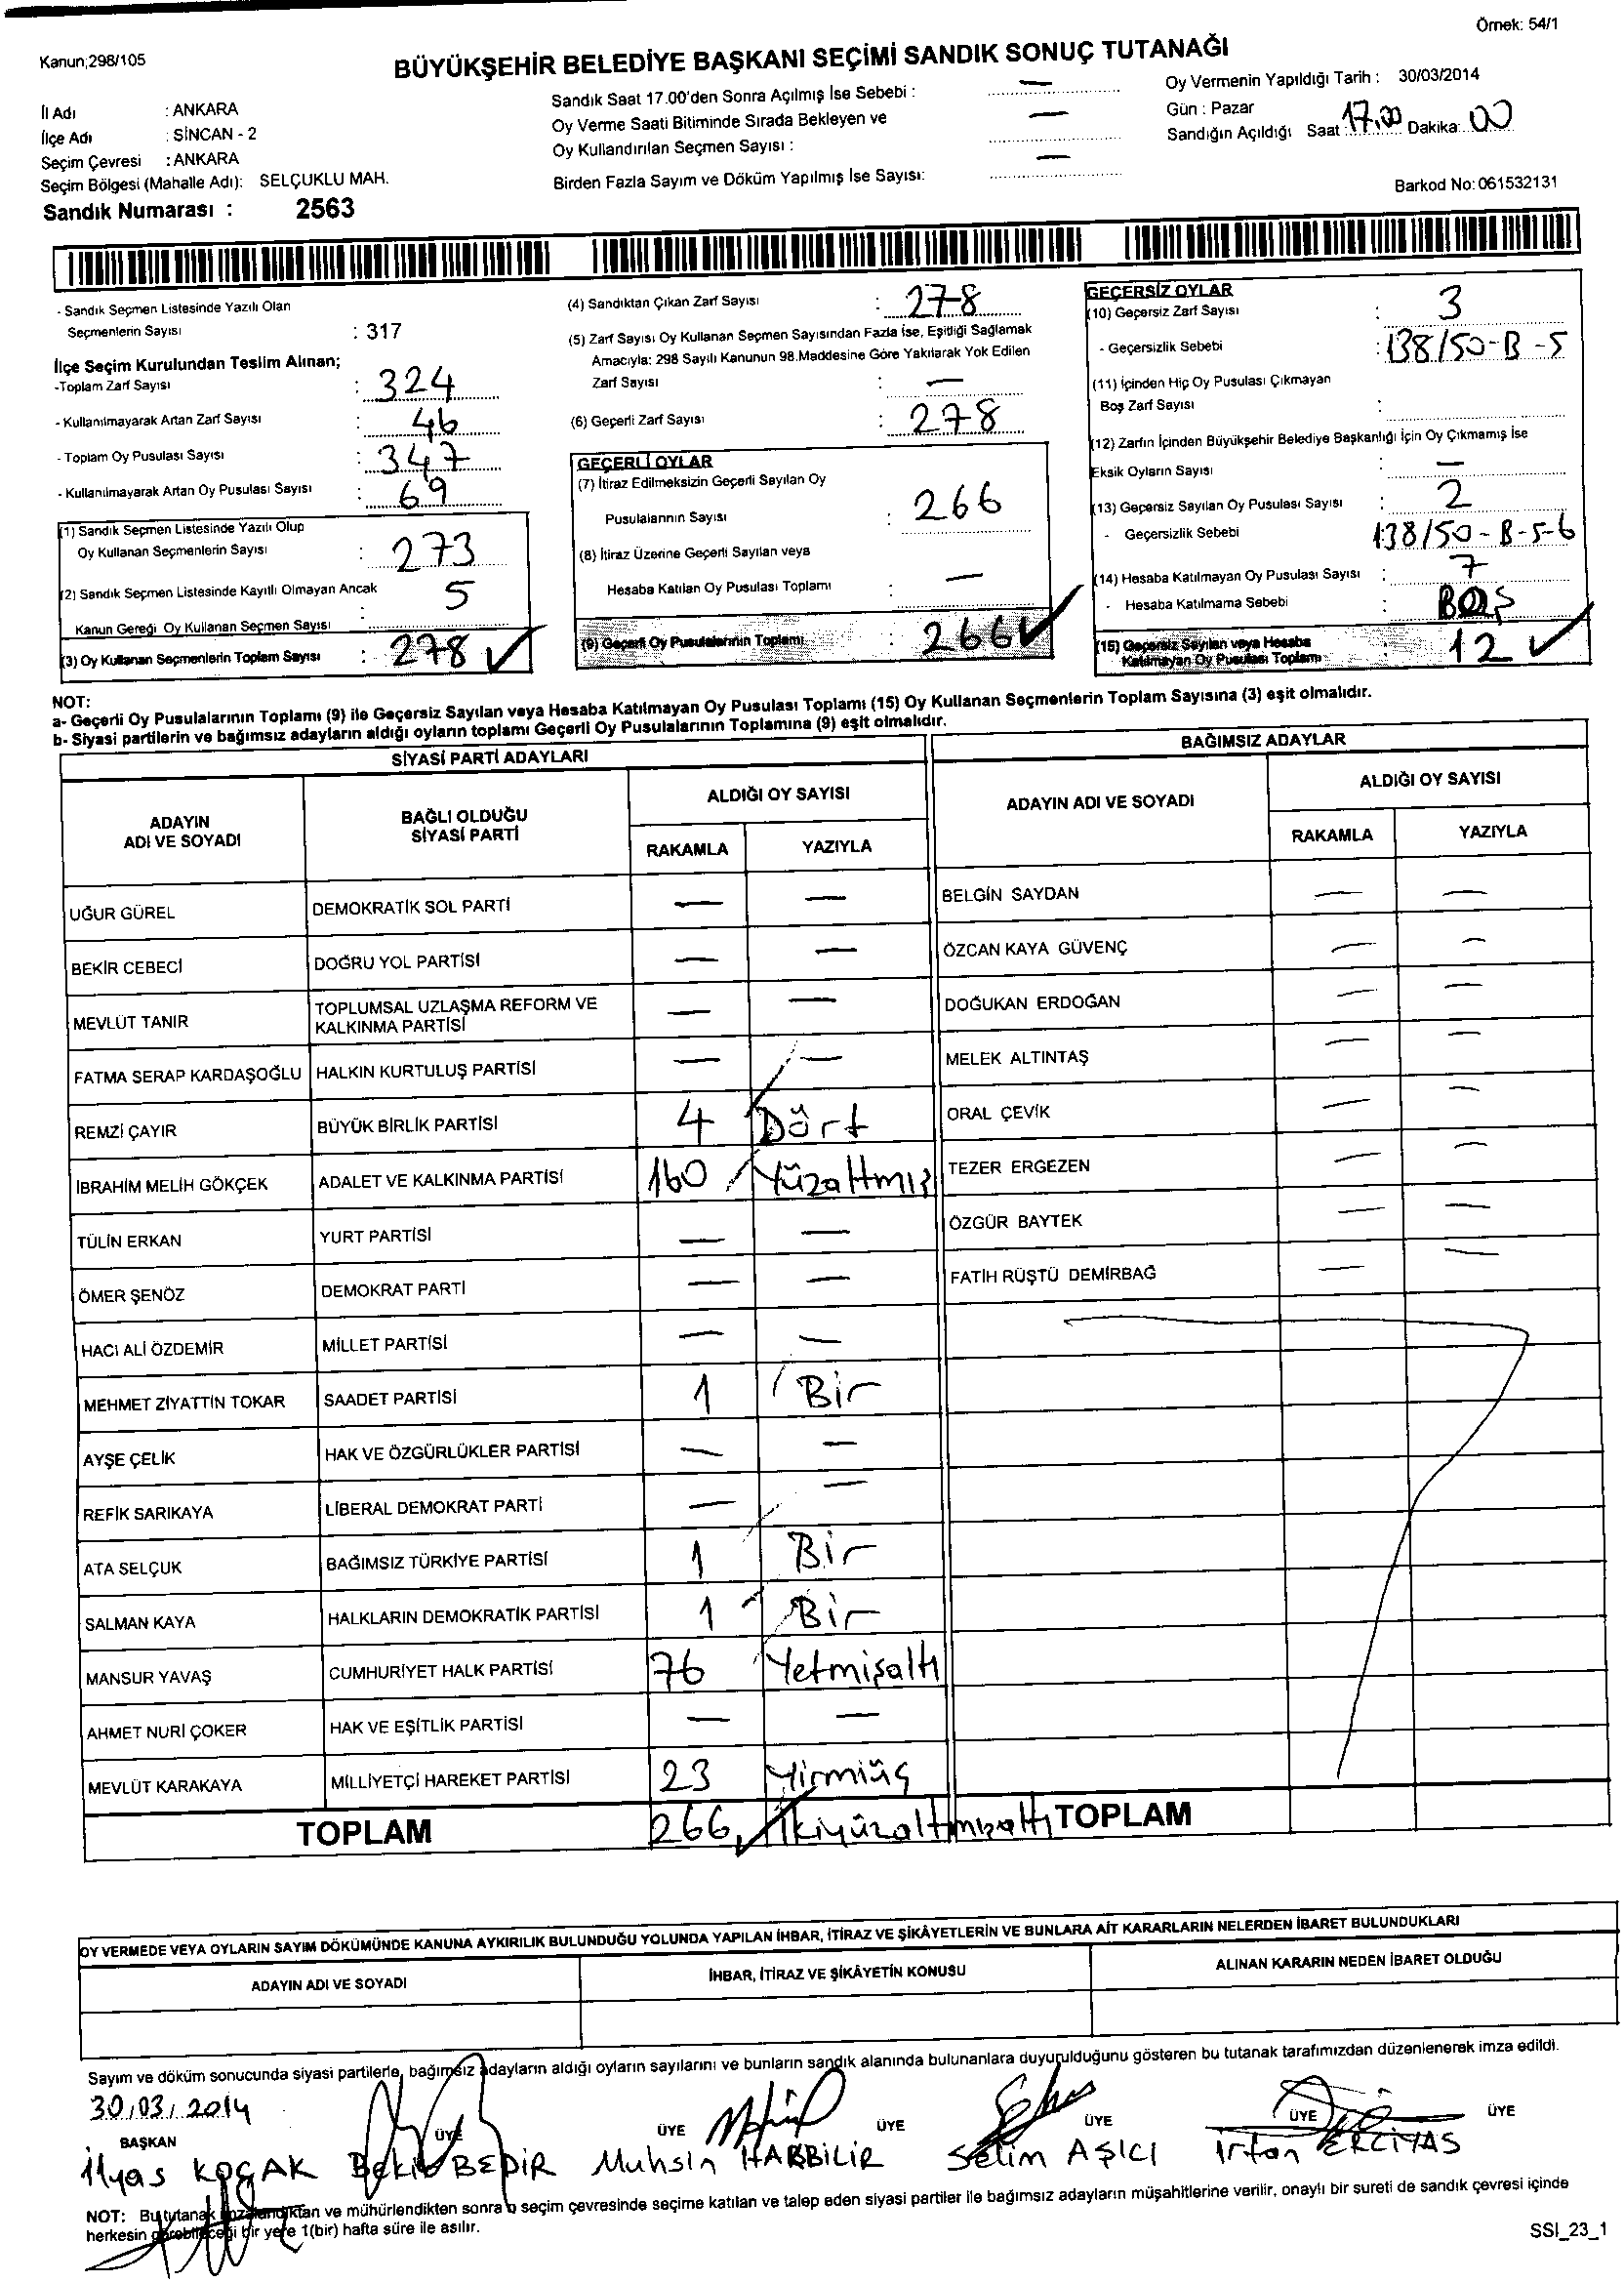 Örnek: 54/1
Kanun;298/105
BÜYÜKŞEHİR BELEDİYE BAŞKANI SEÇİMİ SANDIK SONUÇ TUTANAĞI
İl Adı : ANKARA
İlçe Adı : SİNCAN - 2
Seçim Çevresi : ANKARA
Seçim Bölgesi (Mahalle Adı): SELÇUKLU MAH.
Sandık Numarası : 2563
Sandık Saat 17.00'den Sonra Açılmış İse Sebebi : —
Oy Verme Saati Bitiminde Sırada Bekleyen ve —
Oy Kullandırılan Seçmen Sayısı :
Birden Fazla Sayım ve Döküm Yapılmış İse Sayısı: —
Oy Vermenin Yapıldığı Tarih : 30/03/2014
Gün : Pazar
Sandığın Açıldığı Saat : 17,00 Dakika: 00
Barkod No: 061532131
- Sandık Seçmen Listesinde Yazılı Olan
Seçmenlerin Sayısı : 317
İlçe Seçim Kurulundan Teslim Alınan;
-Toplam Zarf Sayısı : 324
- Kullanılmayarak Artan Zarf Sayısı : 46
- Toplam Oy Pusulası Sayısı : 347
- Kullanılmayarak Artan Oy Pusulası Sayısı : 69
(1) Sandık Seçmen Listesinde Yazılı Olup
Oy Kullanan Seçmenlerin Sayısı : 273
(2) Sandık Seçmen Listesinde Kayıtlı Olmayan Ancak
Kanun Gereği Oy Kullanan Seçmen Sayısı : 5
(3) Oy Kullanan Seçmenlerin Toplam Sayısı : 278
(4) Sandıktan Çıkan Zarf Sayısı : 278
(5) Zarf Sayısı Oy Kullanan Seçmen Sayısından Fazla İse, Eşitliği Sağlamak
Amacıyla: 298 Sayılı Kanunun 98.Maddesine Göre Yakılarak Yok Edilen
Zarf Sayısı : —
(6) Geçerli Zarf Sayısı : 278
GEÇERLİ OYLAR
(7) İtiraz Edilmeksizin Geçerli Sayılan Oy
Pusulalarının Sayısı : 266
(8) İtiraz Üzerine Geçerli Sayılan veya
Hesaba Katılan Oy Pusulası Toplamı : —
(9) Geçerli Oy Pusulalarının Toplamı : 266
GEÇERSİZ OYLAR
(10) Geçersiz Zarf Sayısı : 3
- Geçersizlik Sebebi : 138/50-B-5
(11) İçinden Hiç Oy Pusulası Çıkmayan
Boş Zarf Sayısı :
(12) Zarfın İçinden Büyükşehir Belediye Başkanlığı İçin Oy Çıkmamış İse
Eksik Oyların Sayısı : —
(13) Geçersiz Sayılan Oy Pusulası Sayısı : 2
- Geçersizlik Sebebi : 138/50-B-5-6
(14) Hesaba Katılmayan Oy Pusulası Sayısı : 7
- Hesaba Katılmama Sebebi : BOŞ
(15) Geçersiz Sayılan veya Hesaba
Katılmayan Oy Pusulası Toplamı : 12
NOT:
a- Geçerli Oy Pusulalarının Toplamı (9) ile Geçersiz Sayılan veya Hesaba Katılmayan Oy Pusulası Toplamı (15) Oy Kullanan Seçmenlerin Toplam Sayısına (3) eşit olmalıdır.
b- Siyasi partilerin ve bağımsız adayların aldığı oyların toplamı Geçerli Oy Pusulalarının Toplamına (9) eşit olmalıdır.
SİYASİ PARTİ ADAYLARI
ADAYIN ADI VE SOYADI BAĞLI OLDUĞU SİYASİ PARTİ ALDIĞI OY SAYISI
RAKAMLA YAZIYLA
UĞUR GÜREL DEMOKRATİK SOL PARTİ — —
BEKİR CEBECİ DOĞRU YOL PARTİSİ — —
MEVLÜT TANIR TOPLUMSAL UZLAŞMA REFORM VE KALKINMA PARTİSİ — —
FATMA SERAP KARDAŞOĞLU HALKIN KURTULUŞ PARTİSİ — —
REMZİ ÇAYIR BÜYÜK BİRLİK PARTİSİ 4 Dört
İBRAHİM MELİH GÖKÇEK ADALET VE KALKINMA PARTİSİ 160 Yüzaltmış
TÜLİN ERKAN YURT PARTİSİ — —
ÖMER ŞENÖZ DEMOKRAT PARTİ — —
HACI ALİ ÖZDEMİR MİLLET PARTİSİ — —
MEHMET ZİYATTİN TOKAR SAADET PARTİSİ 1 Bir
AYŞE ÇELİK HAK VE ÖZGÜRLÜKLER PARTİSİ — —
REFİK SARIKAYA LİBERAL DEMOKRAT PARTİ — —
ATA SELÇUK BAĞIMSIZ TÜRKİYE PARTİSİ 1 Bir
SALMAN KAYA HALKLARIN DEMOKRATİK PARTİSİ 1 Bir
MANSUR YAVAŞ CUMHURİYET HALK PARTİSİ 76 Yetmişaltı
AHMET NURİ ÇOKER HAK VE EŞİTLİK PARTİSİ — —
MEVLÜT KARAKAYA MİLLİYETÇİ HAREKET PARTİSİ 23 Yirmiüç
TOPLAM 266 İkiyüzaltmışaltı
BAĞIMSIZ ADAYLAR
ADAYIN ADI VE SOYADI ALDIĞI OY SAYISI
RAKAMLA YAZIYLA
BELGİN SAYDAN — —
ÖZCAN KAYA GÜVENÇ — —
DOĞUKAN ERDOĞAN — —
MELEK ALTINTAŞ — —
ORAL ÇEVİK — —
TEZER ERGEZEN — —
ÖZGÜR BAYTEK — —
FATİH RÜŞTÜ DEMİRBAĞ — —
TOPLAM
OY VERMEDE VEYA OYLARIN SAYIM DÖKÜMÜNDE KANUNA AYKIRILIK BULUNDUĞU YOLUNDA YAPILAN İHBAR, İTİRAZ VE ŞİKÂYETLERİN VE BUNLARA AİT KARARLARIN NELERDEN İBARET BULUNDUKLARI
ADAYIN ADI VE SOYADI İHBAR, İTİRAZ VE ŞİKÂYETİN KONUSU ALINAN KARARIN NEDEN İBARET OLDUĞU
Sayım ve döküm sonucunda siyasi partilerle, bağımsız adayların aldığı oyların sayılarını ve bunların sandık alanında bulunanlara duyurulduğunu gösteren bu tutanak tarafımızdan düzenlenerek imza edildi.
30/03/2014
BAŞKAN ÜYE ÜYE ÜYE ÜYE ÜYE ÜYE
İlyas KOÇAK Bekir BEDİR Muhsin HARBİLİR Selim AŞICI İrfan ERCİYAS
NOT: Bu tutanak imzalandıktan ve mühürlendikten sonra o seçim çevresinde seçime katılan ve talep eden siyasi partiler ile bağımsız adayların müşahitlerine verilir, onaylı bir sureti de sandık çevresi içinde
herkesin görebileceği bir yere 1(bir) hafta süre ile asılır.
SSI_23_1